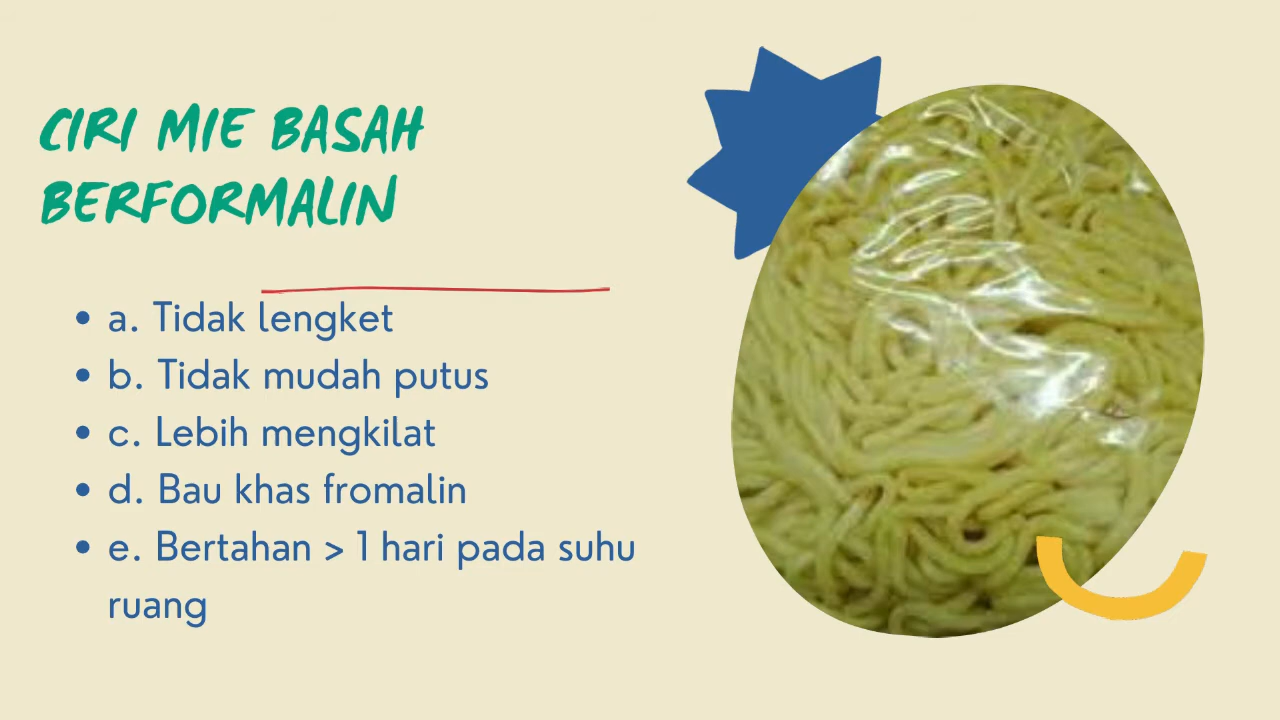 CIRI MIE BASAH
BERFORMALIN
• a. Tidak lengket
• b. Tidak mudah putus
• c. Lebih mengkilat
• d. Bau khas fromalin
• e. Bertahan > 1 hari pada suhu
ruang